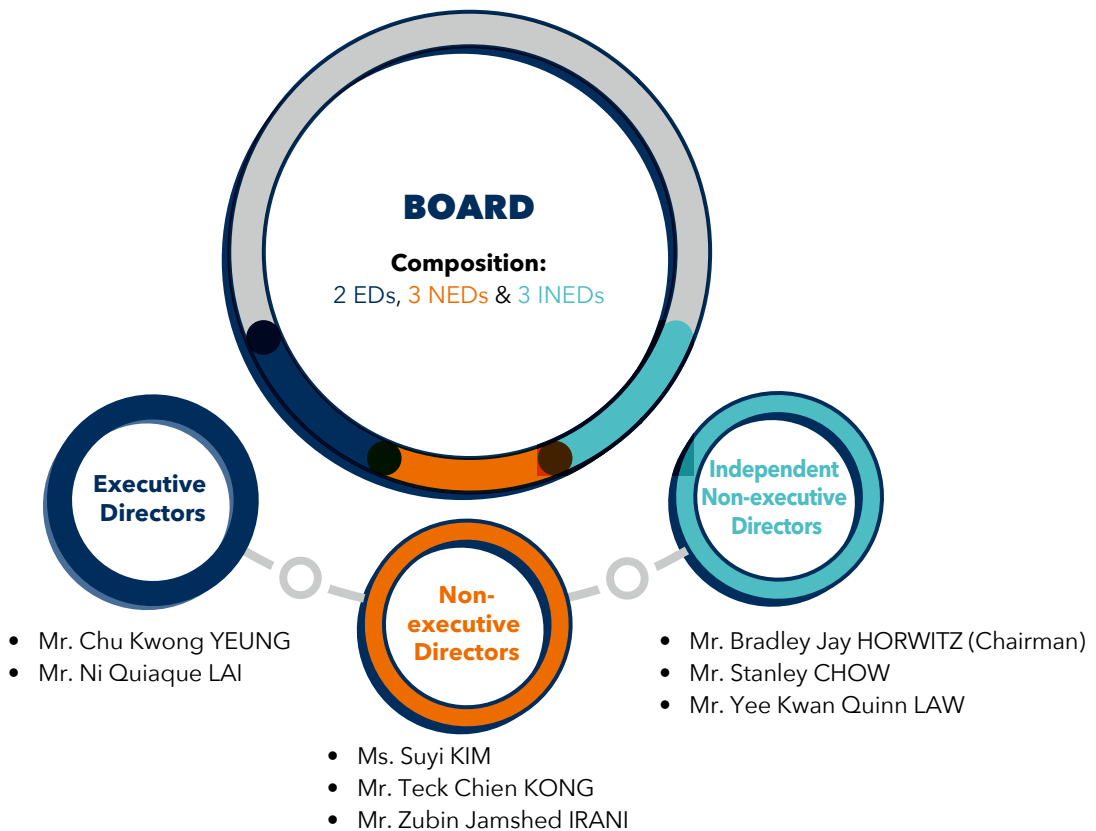 BOARD
Composition:
2 EDs, 3 NEDs & 3 INEDs
Executive
Directors
• Mr. Chu Kwong YEUNG
• Mr. Ni Quiaque LAI
Non-
executive
Directors
• Ms. Suyi KIM
• Mr. Teck Chien KONG
• Mr. Zubin Jamshed IRANI
Independent
Non-executive
Directors
• Mr. Bradley Jay HORWITZ (Chairman)
• Mr. Stanley CHOW
• Mr. Yee Kwan Quinn LAW